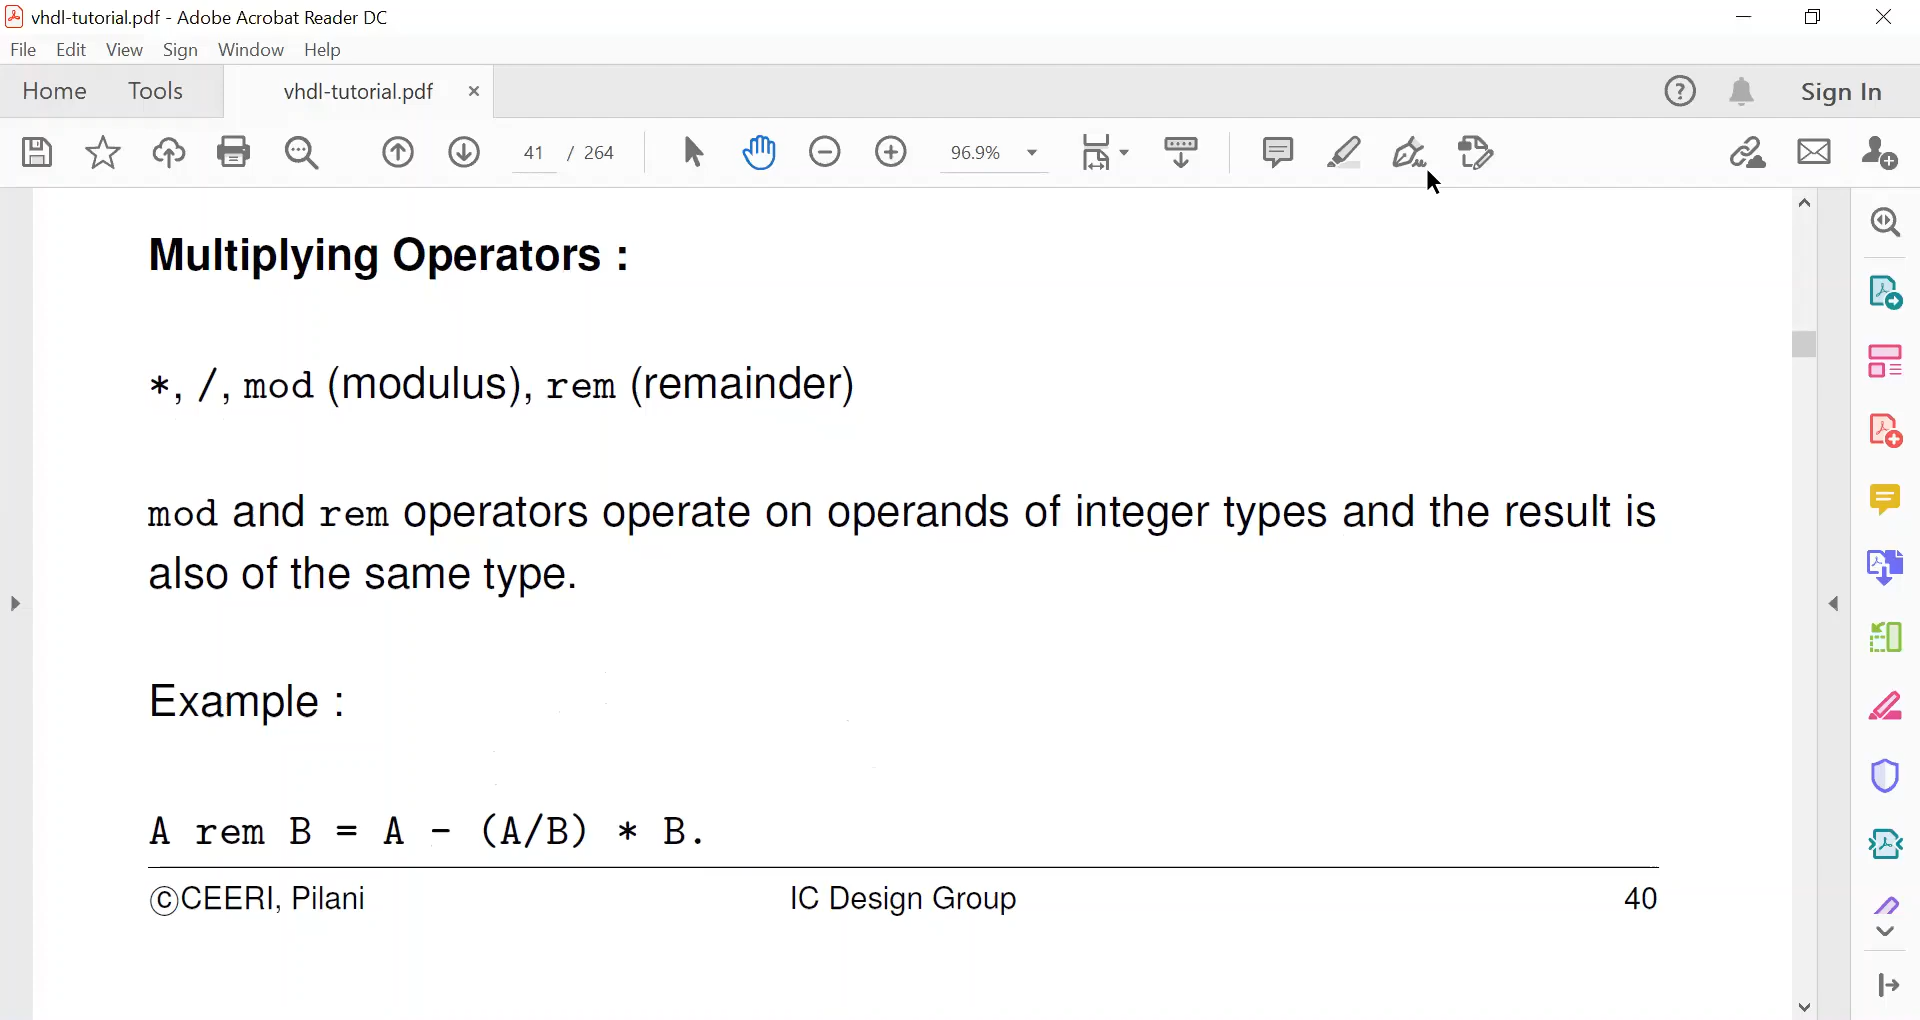 vhdl-tutorial.pdf - Adobe Acrobat Reader DC
File Edit View Sign Window Help
Home Tools vhdl-tutorial.pdf × Sign In
41 / 264 96.9%
Multiplying Operators :
*, /, mod (modulus), rem (remainder)
mod and rem operators operate on operands of integer types and the result is
also of the same type.
Example :
A rem B = A - (A/B) * B.
©CEERI, Pilani IC Design Group 40